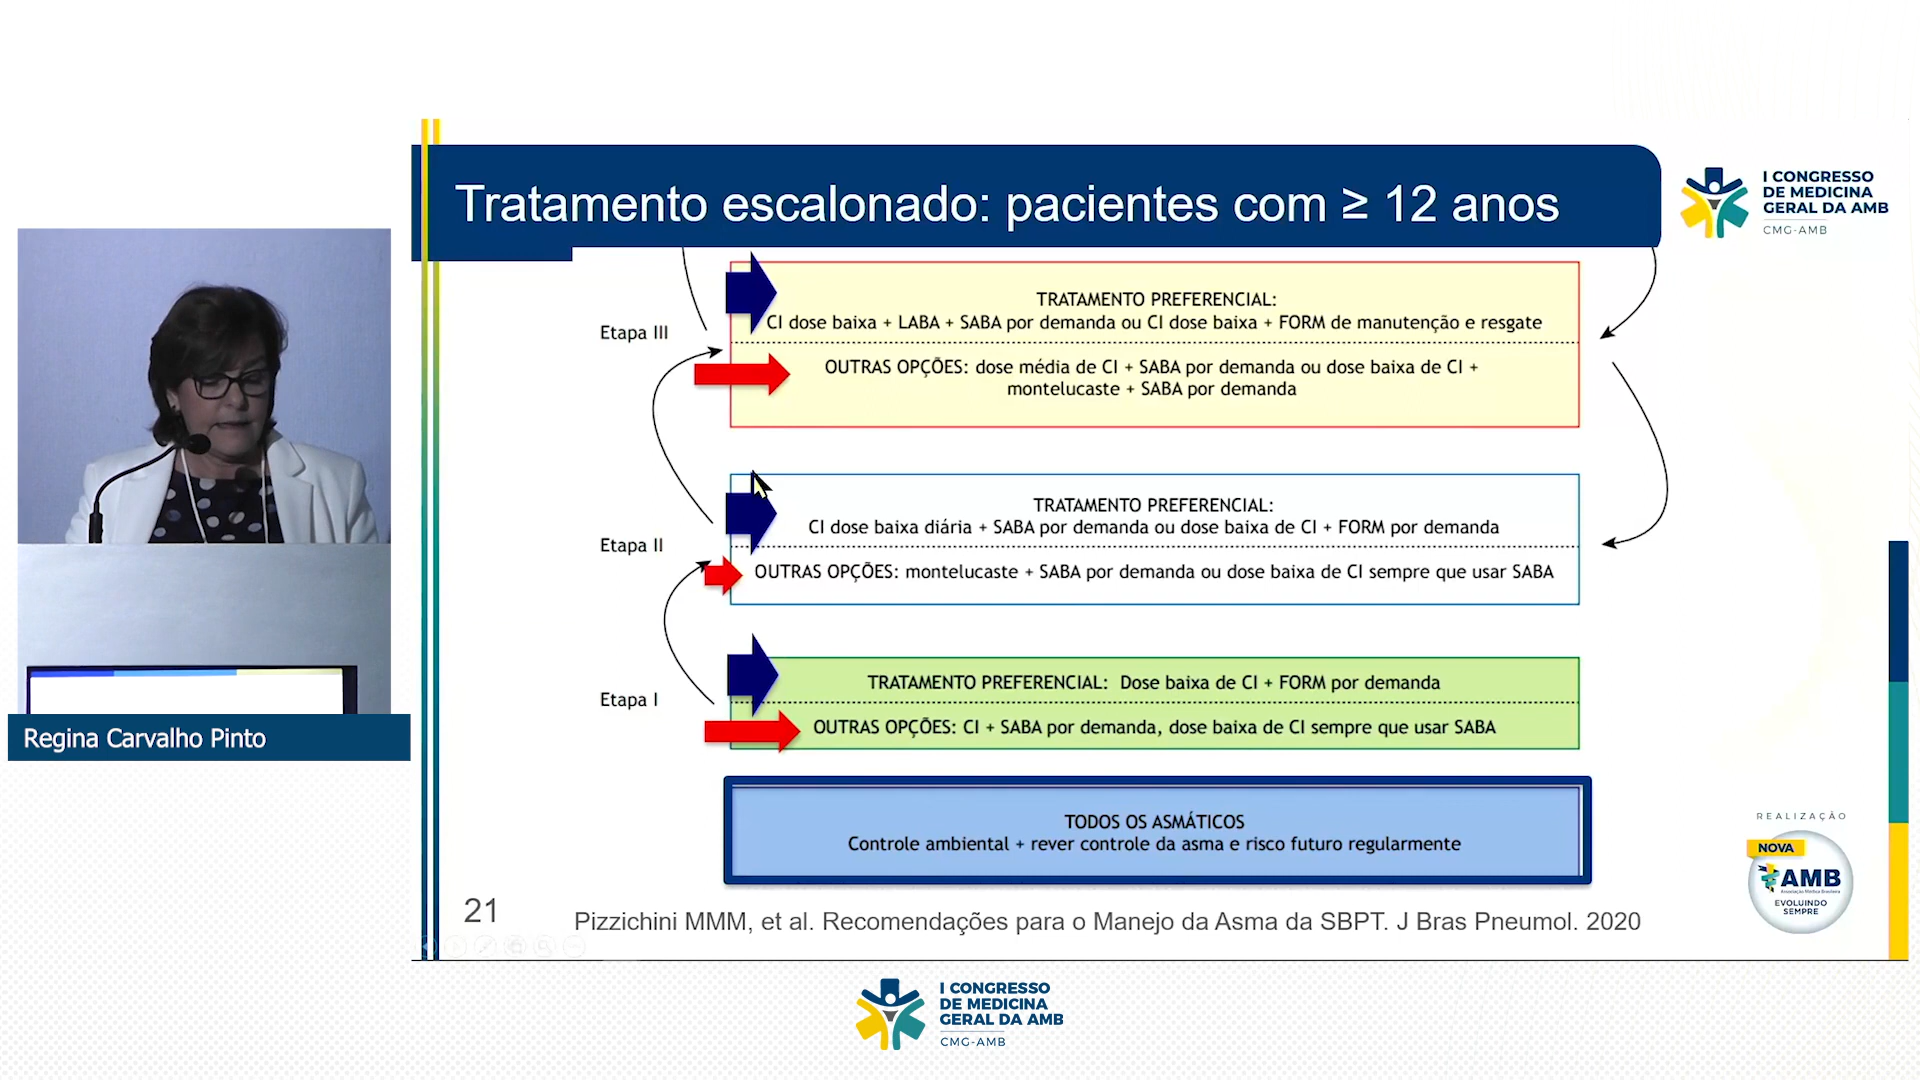 Tratamento escalonado: pacientes com ≥ 12 anos
I CONGRESSO
DE MEDICINA
GERAL DA AMB
CMG-AMB
Etapa III
TRATAMENTO PREFERENCIAL:
CI dose baixa + LABA + SABA por demanda ou CI dose baixa + FORM de manutenção e resgate
OUTRAS OPÇÕES: dose média de CI + SABA por demanda ou dose baixa de CI +
montelucaste + SABA por demanda
Etapa II
TRATAMENTO PREFERENCIAL:
CI dose baixa diária + SABA por demanda ou dose baixa de CI + FORM por demanda
OUTRAS OPÇÕES: montelucaste + SABA por demanda ou dose baixa de CI sempre que usar SABA
Etapa I
TRATAMENTO PREFERENCIAL: Dose baixa de CI + FORM por demanda
OUTRAS OPÇÕES: CI + SABA por demanda, dose baixa de CI sempre que usar SABA
Regina Carvalho Pinto
TODOS OS ASMÁTICOS
Controle ambiental + rever controle da asma e risco futuro regularmente
REALIZAÇÃO
NOVA
AMB
Associação Médica Brasileira
EVOLUINDO
SEMPRE
21
Pizzichini MMM, et al. Recomendações para o Manejo da Asma da SBPT. J Bras Pneumol. 2020
I CONGRESSO
DE MEDICINA
GERAL DA AMB
CMG-AMB